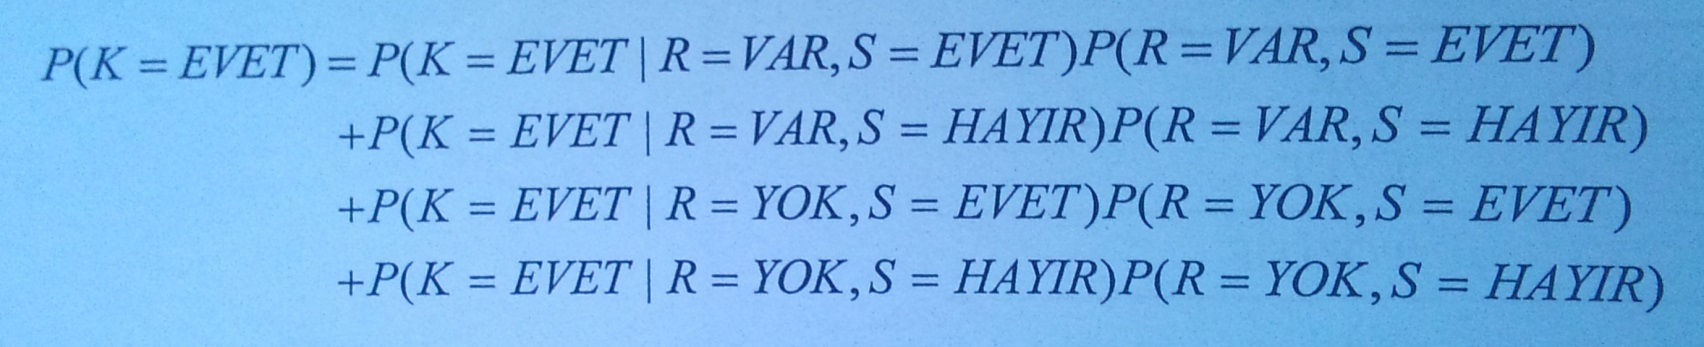 P(K = EVET) = P(K = EVET | R = VAR, S = EVET)P(R = VAR, S = EVET)
+P(K = EVET | R = VAR, S = HAYIR)P(R = VAR, S = HAYIR)
+P(K = EVET | R = YOK, S = EVET)P(R = YOK, S = EVET)
+P(K = EVET | R = YOK, S = HAYIR)P(R = YOK, S = HAYIR)